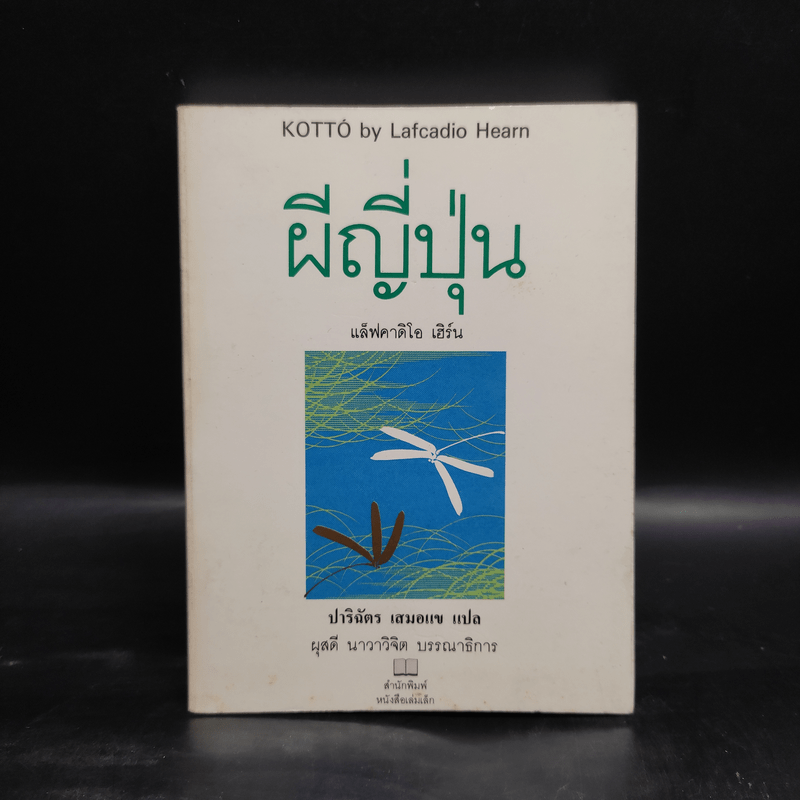 KOTTÓ by Lafcadio Hearn
ผีญี่ปุ่น
แล็ฟคาดิโอ เฮิร์น
ปาริฉัตร เสมอแข แปล
ผุสดี นาวาวิจิต บรรณาธิการ
สำนักพิมพ์
หนังสือเล่มเล็ก